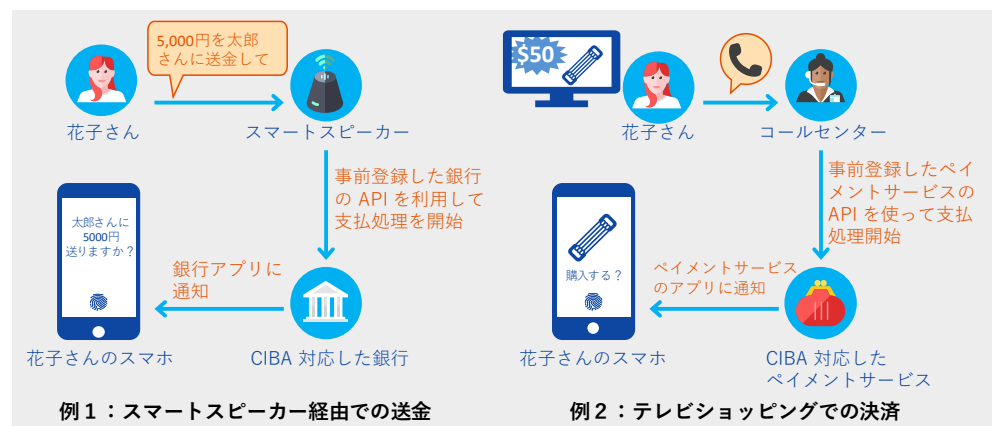 5,000円を太郎
さんに送金して
花子さん
スマートスピーカー
事前登録した銀行
の API を利用して
支払処理を開始
太郎さんに
5000円
送りますか？
銀行アプリに
通知
花子さんのスマホ
CIBA 対応した銀行
例１：スマートスピーカー経由での送金
$50
花子さん
コールセンター
事前登録したペイ
メントサービスの
API を使って支払
処理開始
購入する？
ペイメントサービス
のアプリに通知
花子さんのスマホ
CIBA 対応した
ペイメントサービス
例２：テレビショッピングでの決済